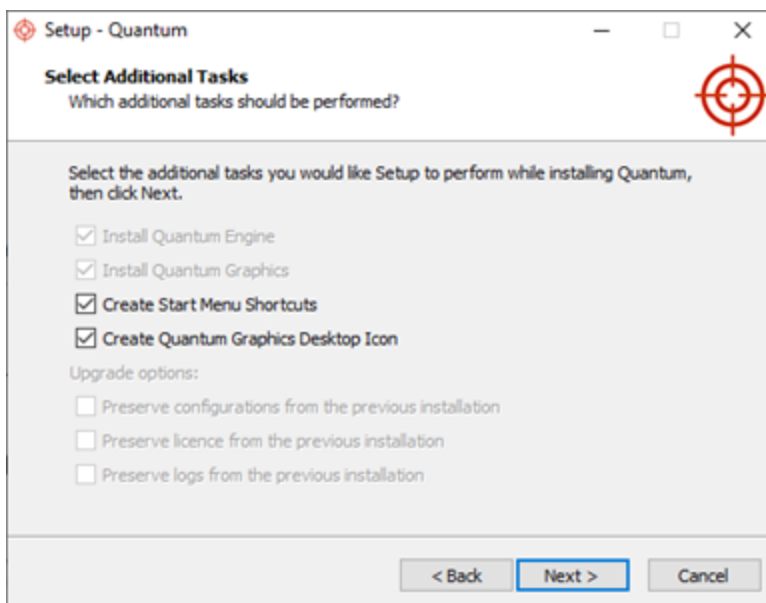 Setup - Quantum
Select Additional Tasks
Which additional tasks should be performed?
Select the additional tasks you would like Setup to perform while installing Quantum,
then click Next.
Install Quantum Engine
Install Quantum Graphics
Create Start Menu Shortcuts
Create Quantum Graphics Desktop Icon
Upgrade options:
Preserve configurations from the previous installation
Preserve licence from the previous installation
Preserve logs from the previous installation
< Back Next > Cancel